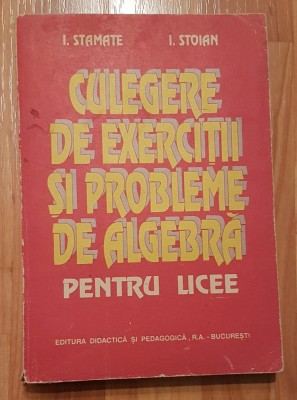 I. STAMATE I. STOIAN
CULEGERE
DE EXERCIȚII
ȘI PROBLEME
DE ALGEBRĂ
PENTRU LICEE
EDITURA DIDACTICĂ ȘI PEDAGOGICĂ, R.A. - BUCUREȘTI